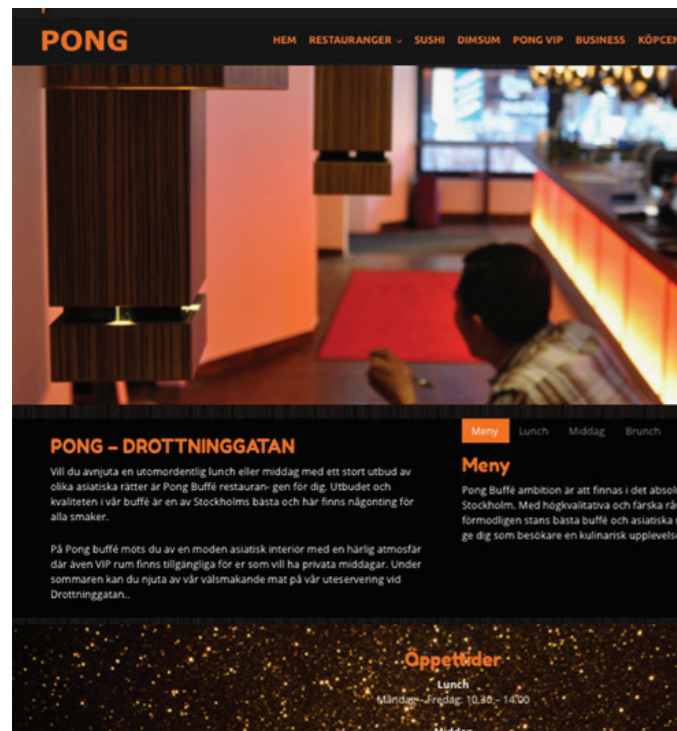 PONG
HEM RESTAURANGER SUSHI DIMSUM PONG VIP BUSINESS KÖPCEN
PONG – DROTTNINGGATAN
Vill du avnjuta en utomordentlig lunch eller middag med ett stort utbud av
olika asiatiska rätter är Pong Buffé restauran- gen för dig. Utbudet och
kvaliteten i vår buffé är en av Stockholms bästa och här finns någonting för
alla smaker.
På Pong buffé möts du av en moden asiatisk interiör med en härlig atmosfär
där även VIP rum finns tillgängliga för er som vill ha privata middagar. Under
sommaren kan du njuta av vår välsmakande mat på vår uteservering vid
Drottninggatan..
Meny Lunch Middag Brunch
Meny
Pong Buffé ambition är att finnas i det absol
Stockholm. Med högkvalitativa och färska rä
förmodligen stans bästa buffé och asiatiska
ge dig som besökare en kulinarisk upplevels
Öppettider
Lunch
Måndag – Fredag: 10.30 – 14.00